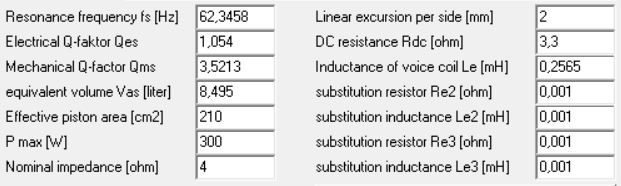 Resonance frequency fs [Hz] 62,3458 Linear excursion per side [mm] 2
Electrical Q-faktor Qes 1,054 DC resistance Rdc [ohm] 3,3
Mechanical Q-factor Qms 3,5213 Inductance of voice coil Le [mH] 0,2565
equivalent volume Vas [liter] 8,495 substitution resistor Re2 [ohm] 0,001
Effective piston area [cm2] 210 substitution inductance Le2 [mH] 0,001
P max [W] 300 substitution resistor Re3 [ohm] 0,001
Nominal impedance [ohm] 4 substitution inductance Le3 [mH] 0,001